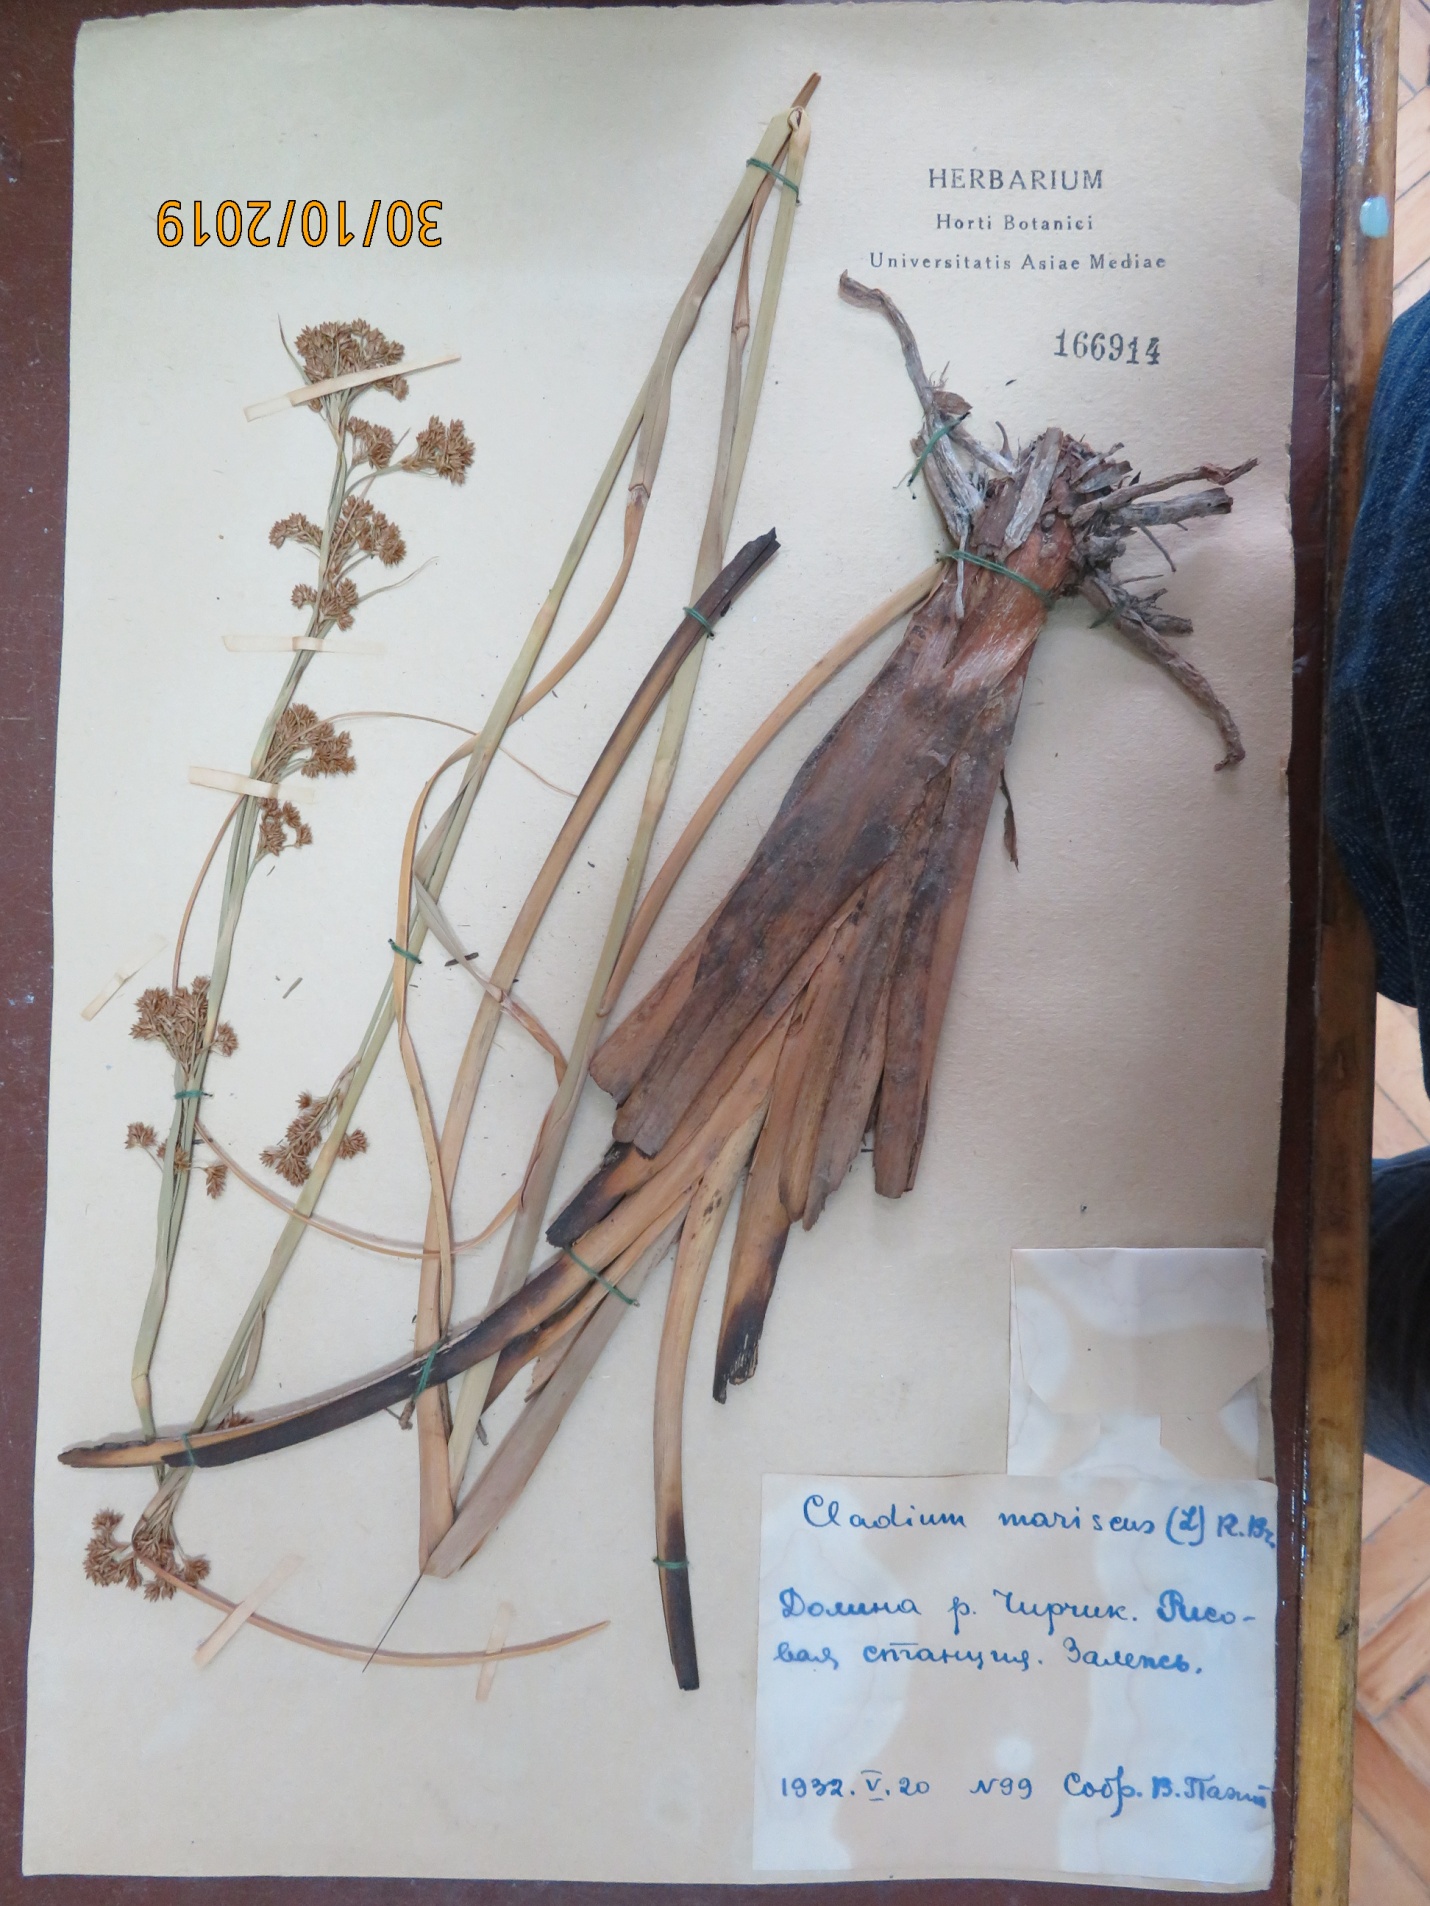 30/10/2019
HERBARIUM
Horti Botanici
Universitatis Asiae Mediae
166914
Cladium mariscus (L) R.Br.
Долина р. Чирчик. Рисо-
вая станция. Залежь.
1932. V. 20 N99 Собр. В.